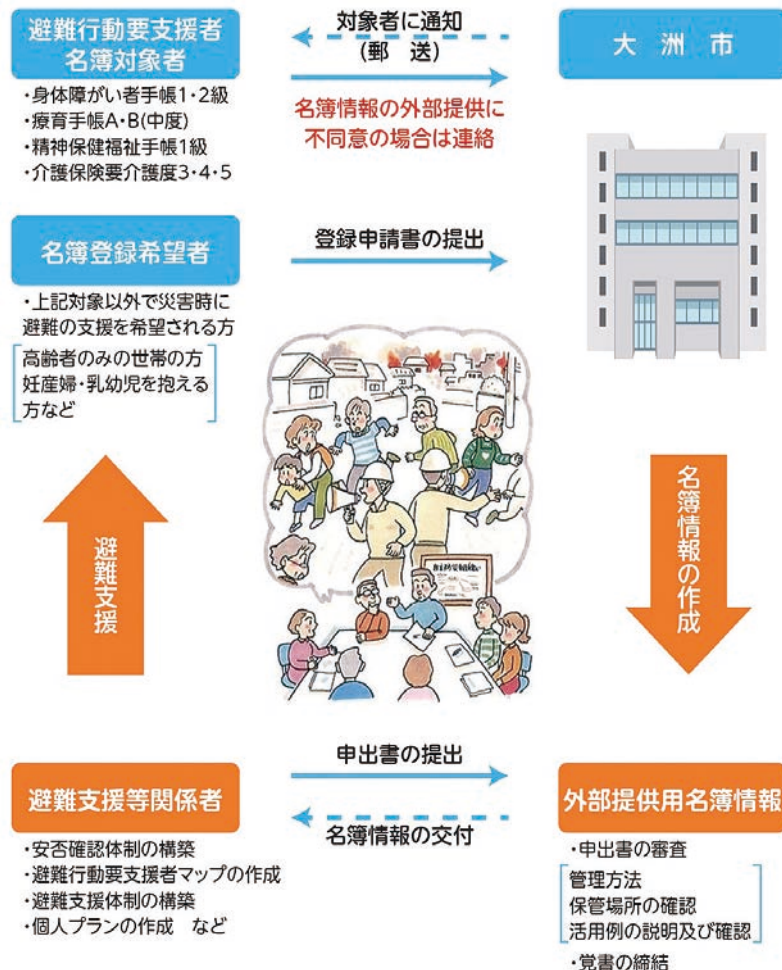 避難行動要支援者
名簿対象者
・身体障がい者手帳1・2級
・療育手帳A・B(中度)
・精神保健福祉手帳1級
・介護保険要介護度3・4・5
対象者に通知
(郵 送)
名簿情報の外部提供に
不同意の場合は連絡
大 洲 市
名簿登録希望者
・上記対象以外で災害時に
避難の支援を希望される方
高齢者のみの世帯の方
妊産婦・乳幼児を抱える
方など
登録申請書の提出
避難支援
名簿情報の作成
避難支援等関係者
・安否確認体制の構築
・避難行動要支援者マップの作成
・避難支援体制の構築
・個人プランの作成 など
申出書の提出
名簿情報の交付
外部提供用名簿情報
・申出書の審査
管理方法
保管場所の確認
活用例の説明及び確認
・覚書の締結